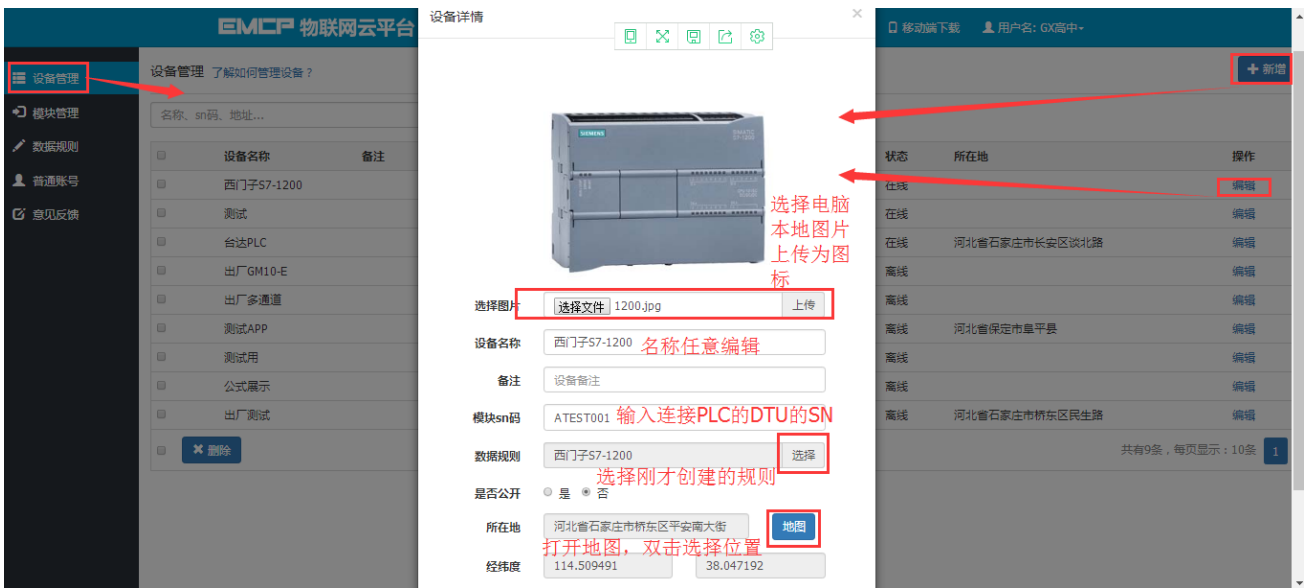 EMCP 物联网云平台
设备详情
×
移动端下载
用户名: GX高中
设备管理
模块管理
数据规则
普通账号
意见反馈
设备管理 了解如何管理设备？
新增
名称、sn码、地址...
设备名称 备注 状态 所在地 操作
西门子S7-1200 在线 编辑
测试 在线 编辑
台达PLC 在线 河北省石家庄市长安区谈北路 编辑
出厂GM10-E 离线 编辑
出厂多通道 离线 编辑
测试APP 离线 河北省保定市阜平县 编辑
测试用 离线 编辑
公式展示 离线 编辑
出厂测试 离线 河北省石家庄市桥东区民生路 编辑
删除
共有9条，每页显示：10条 1
SIEMENS
SIMATIC
S7-1200
选择电脑
本地图片
上传为图
标
选择图片 选择文件 1200.jpg 上传
设备名称 西门子S7-1200 名称任意编辑
备注 设备备注
模块sn码 ATEST001 输入连接PLC的DTU的SN
数据规则 西门子S7-1200 选择
选择刚才创建的规则
是否公开 是 否
所在地 河北省石家庄市桥东区平安南大街 地图
打开地图，双击选择位置
经纬度 114.509491 38.047192